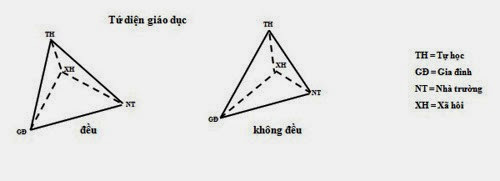 Tứ diện giáo dục
TH
XH
NT
GĐ
đều
TH
XH
NT
GĐ
không đều
TH = Tự học
GĐ = Gia đình
NT = Nhà trường
XH = Xã hôi